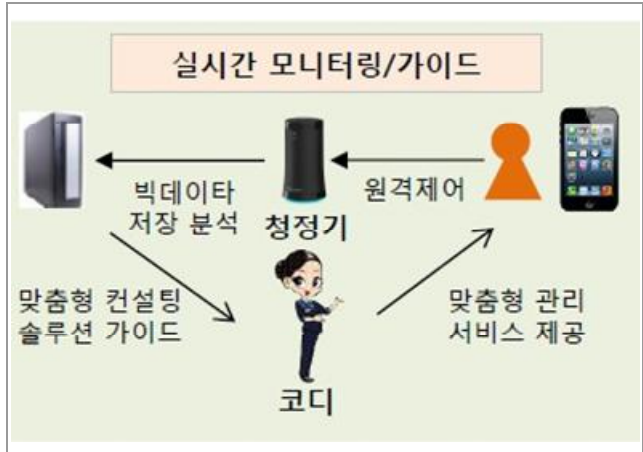 실시간 모니터링/가이드
빅데이타
저장 분석
청정기
원격제어
맞춤형 컨설팅
솔루션 가이드
맞춤형 관리
서비스 제공
코디